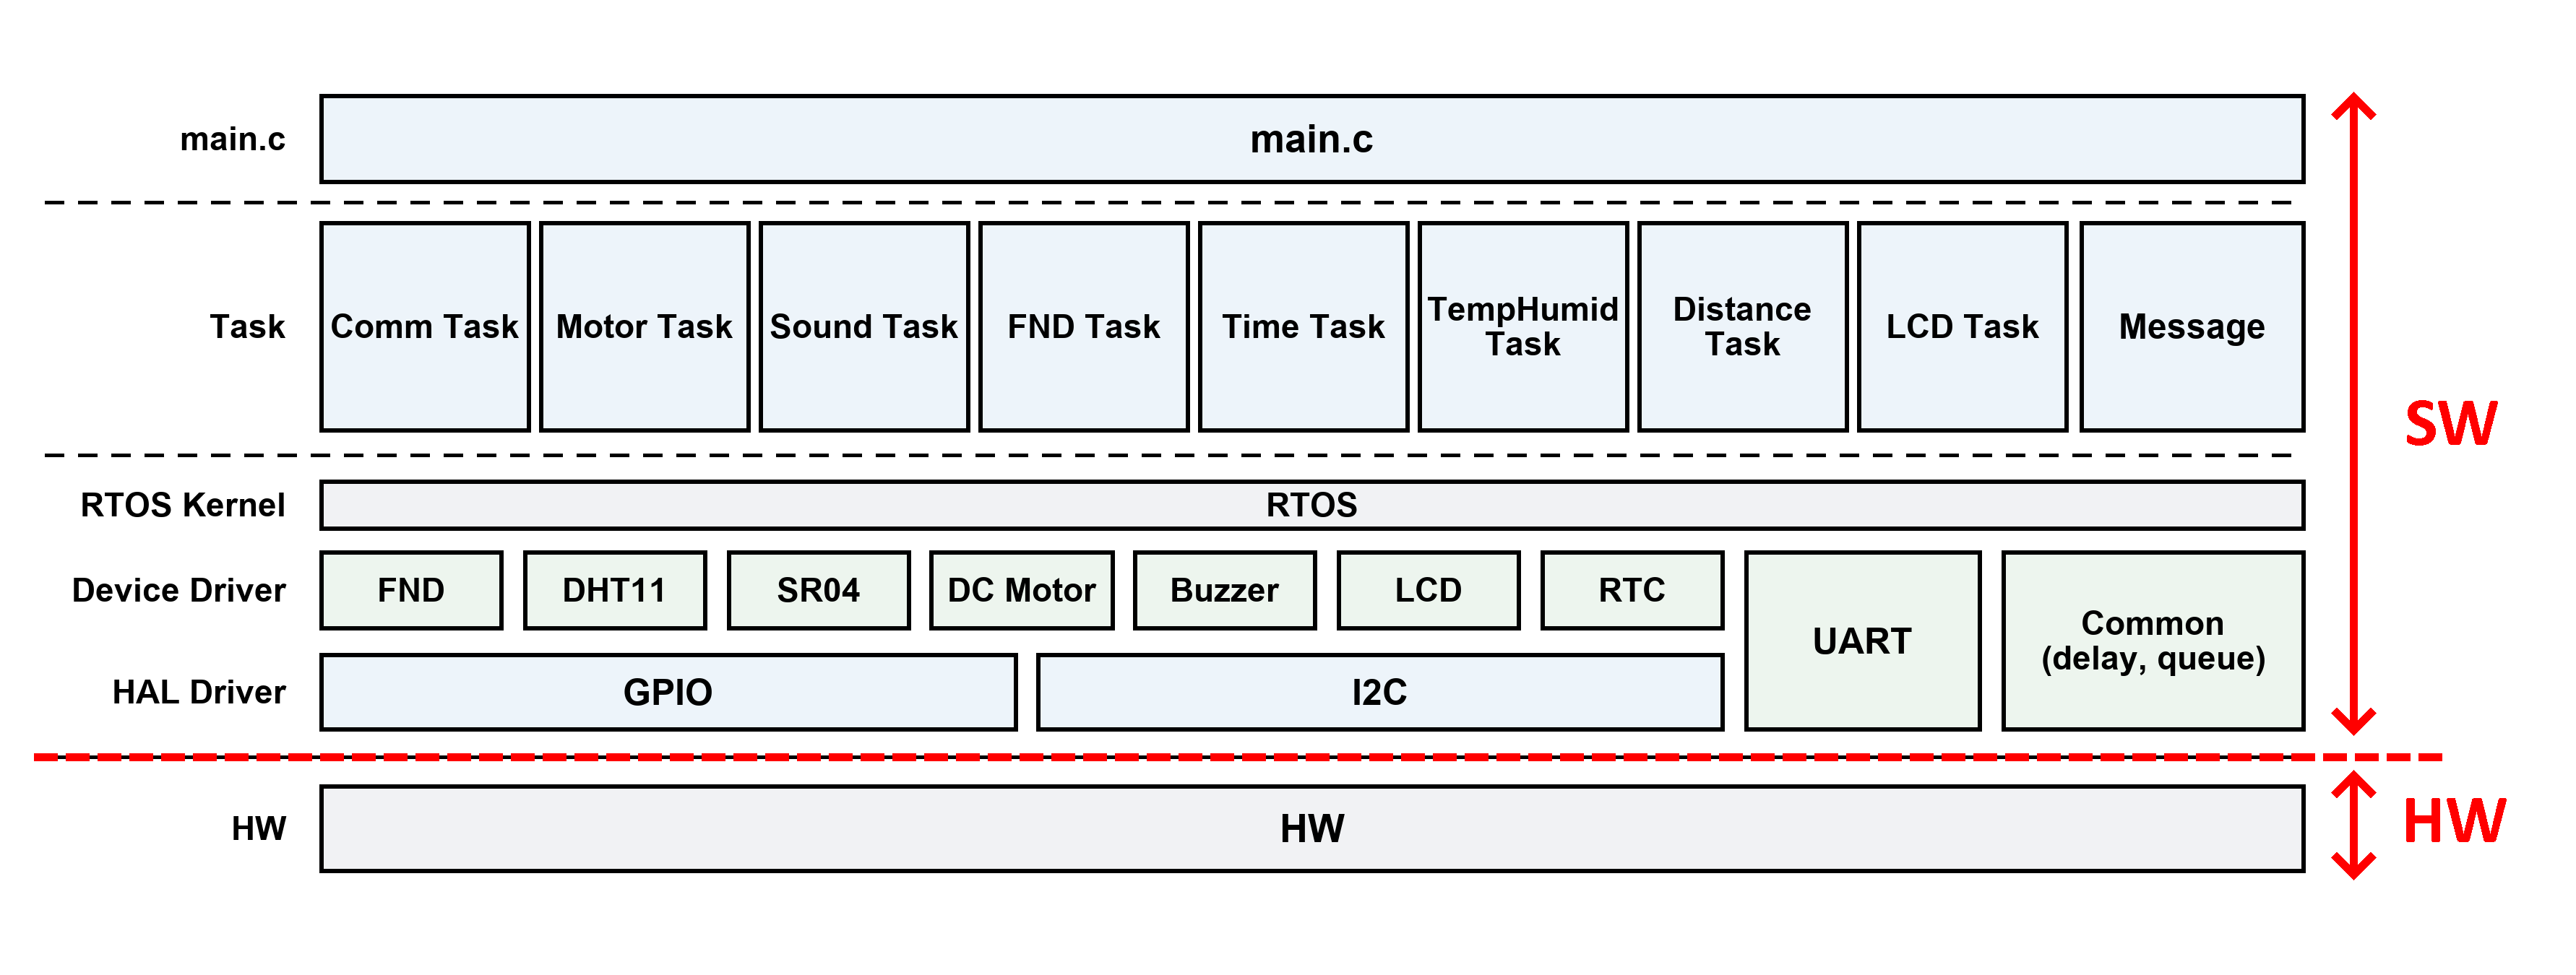 main.c
main.c
Task
Comm Task
Motor Task
Sound Task
FND Task
Time Task
TempHumid
Task
Distance
Task
LCD Task
Message
SW
RTOS Kernel
RTOS
Device Driver
FND
DHT11
SR04
DC Motor
Buzzer
LCD
RTC
UART
Common
(delay, queue)
HAL Driver
GPIO
I2C
HW
HW
HW